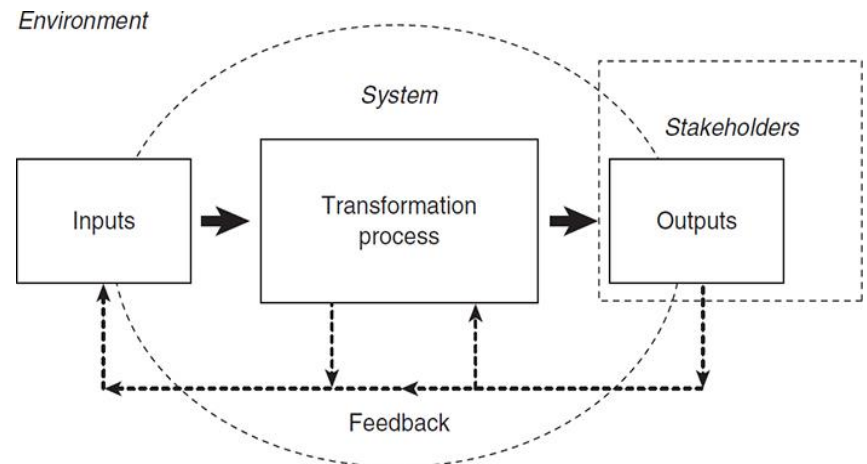 Environment
System
Stakeholders
Inputs
Transformation
process
Outputs
Feedback